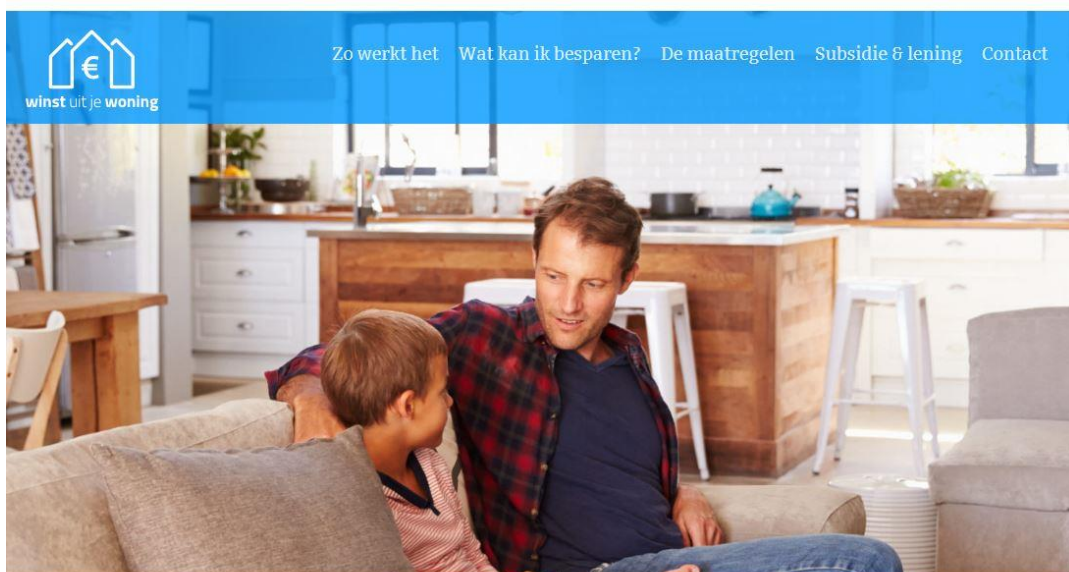 Zo werkt het Wat kan ik besparen? De maatregelen Subsidie & lening Contact
€
winst uit je woning